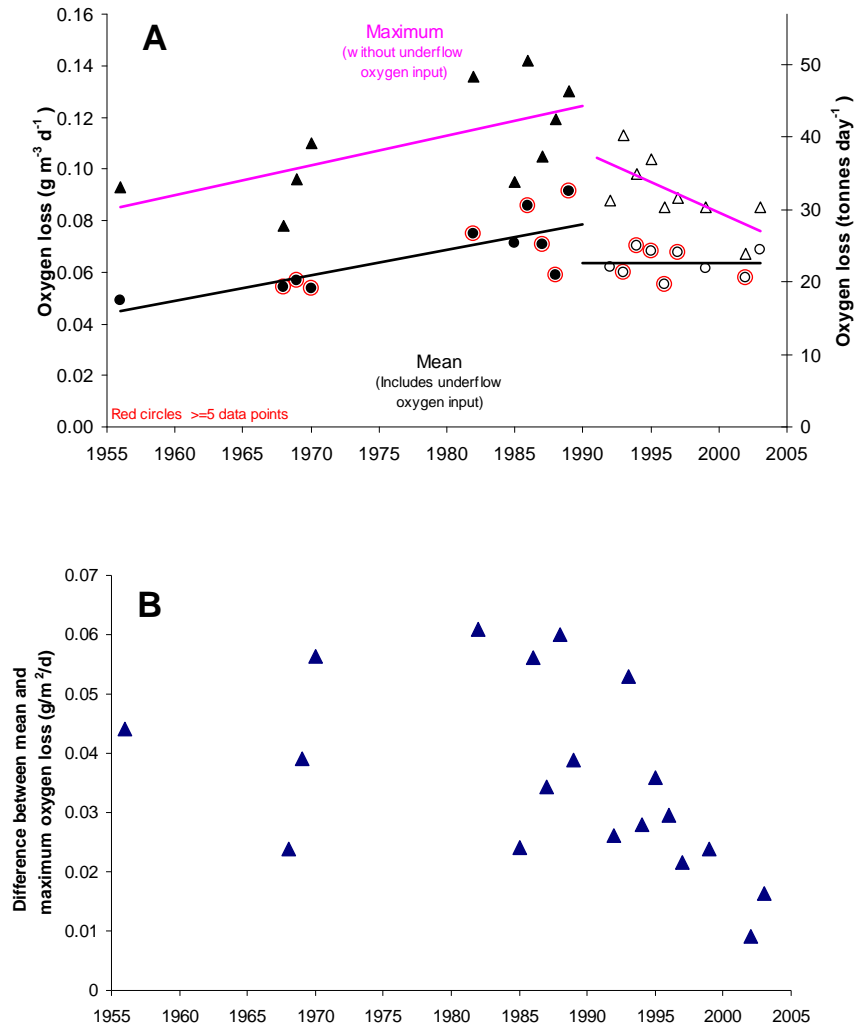 A
Maximum
(without underflow
oxygen input)
Oxygen loss (g m⁻³ d⁻¹)
Oxygen loss (tonnes day⁻¹)
0.16
0.14
0.12
0.10
0.08
0.06
0.04
0.02
0.00
50
40
30
20
10
0
Mean
(Includes underflow
oxygen input)
Red circles >=5 data points
1955 1960 1965 1970 1975 1980 1985 1990 1995 2000 2005
B
Difference between mean and
maximum oxygen loss (g/m²/d)
0.07
0.06
0.05
0.04
0.03
0.02
0.01
0
1955 1960 1965 1970 1975 1980 1985 1990 1995 2000 2005